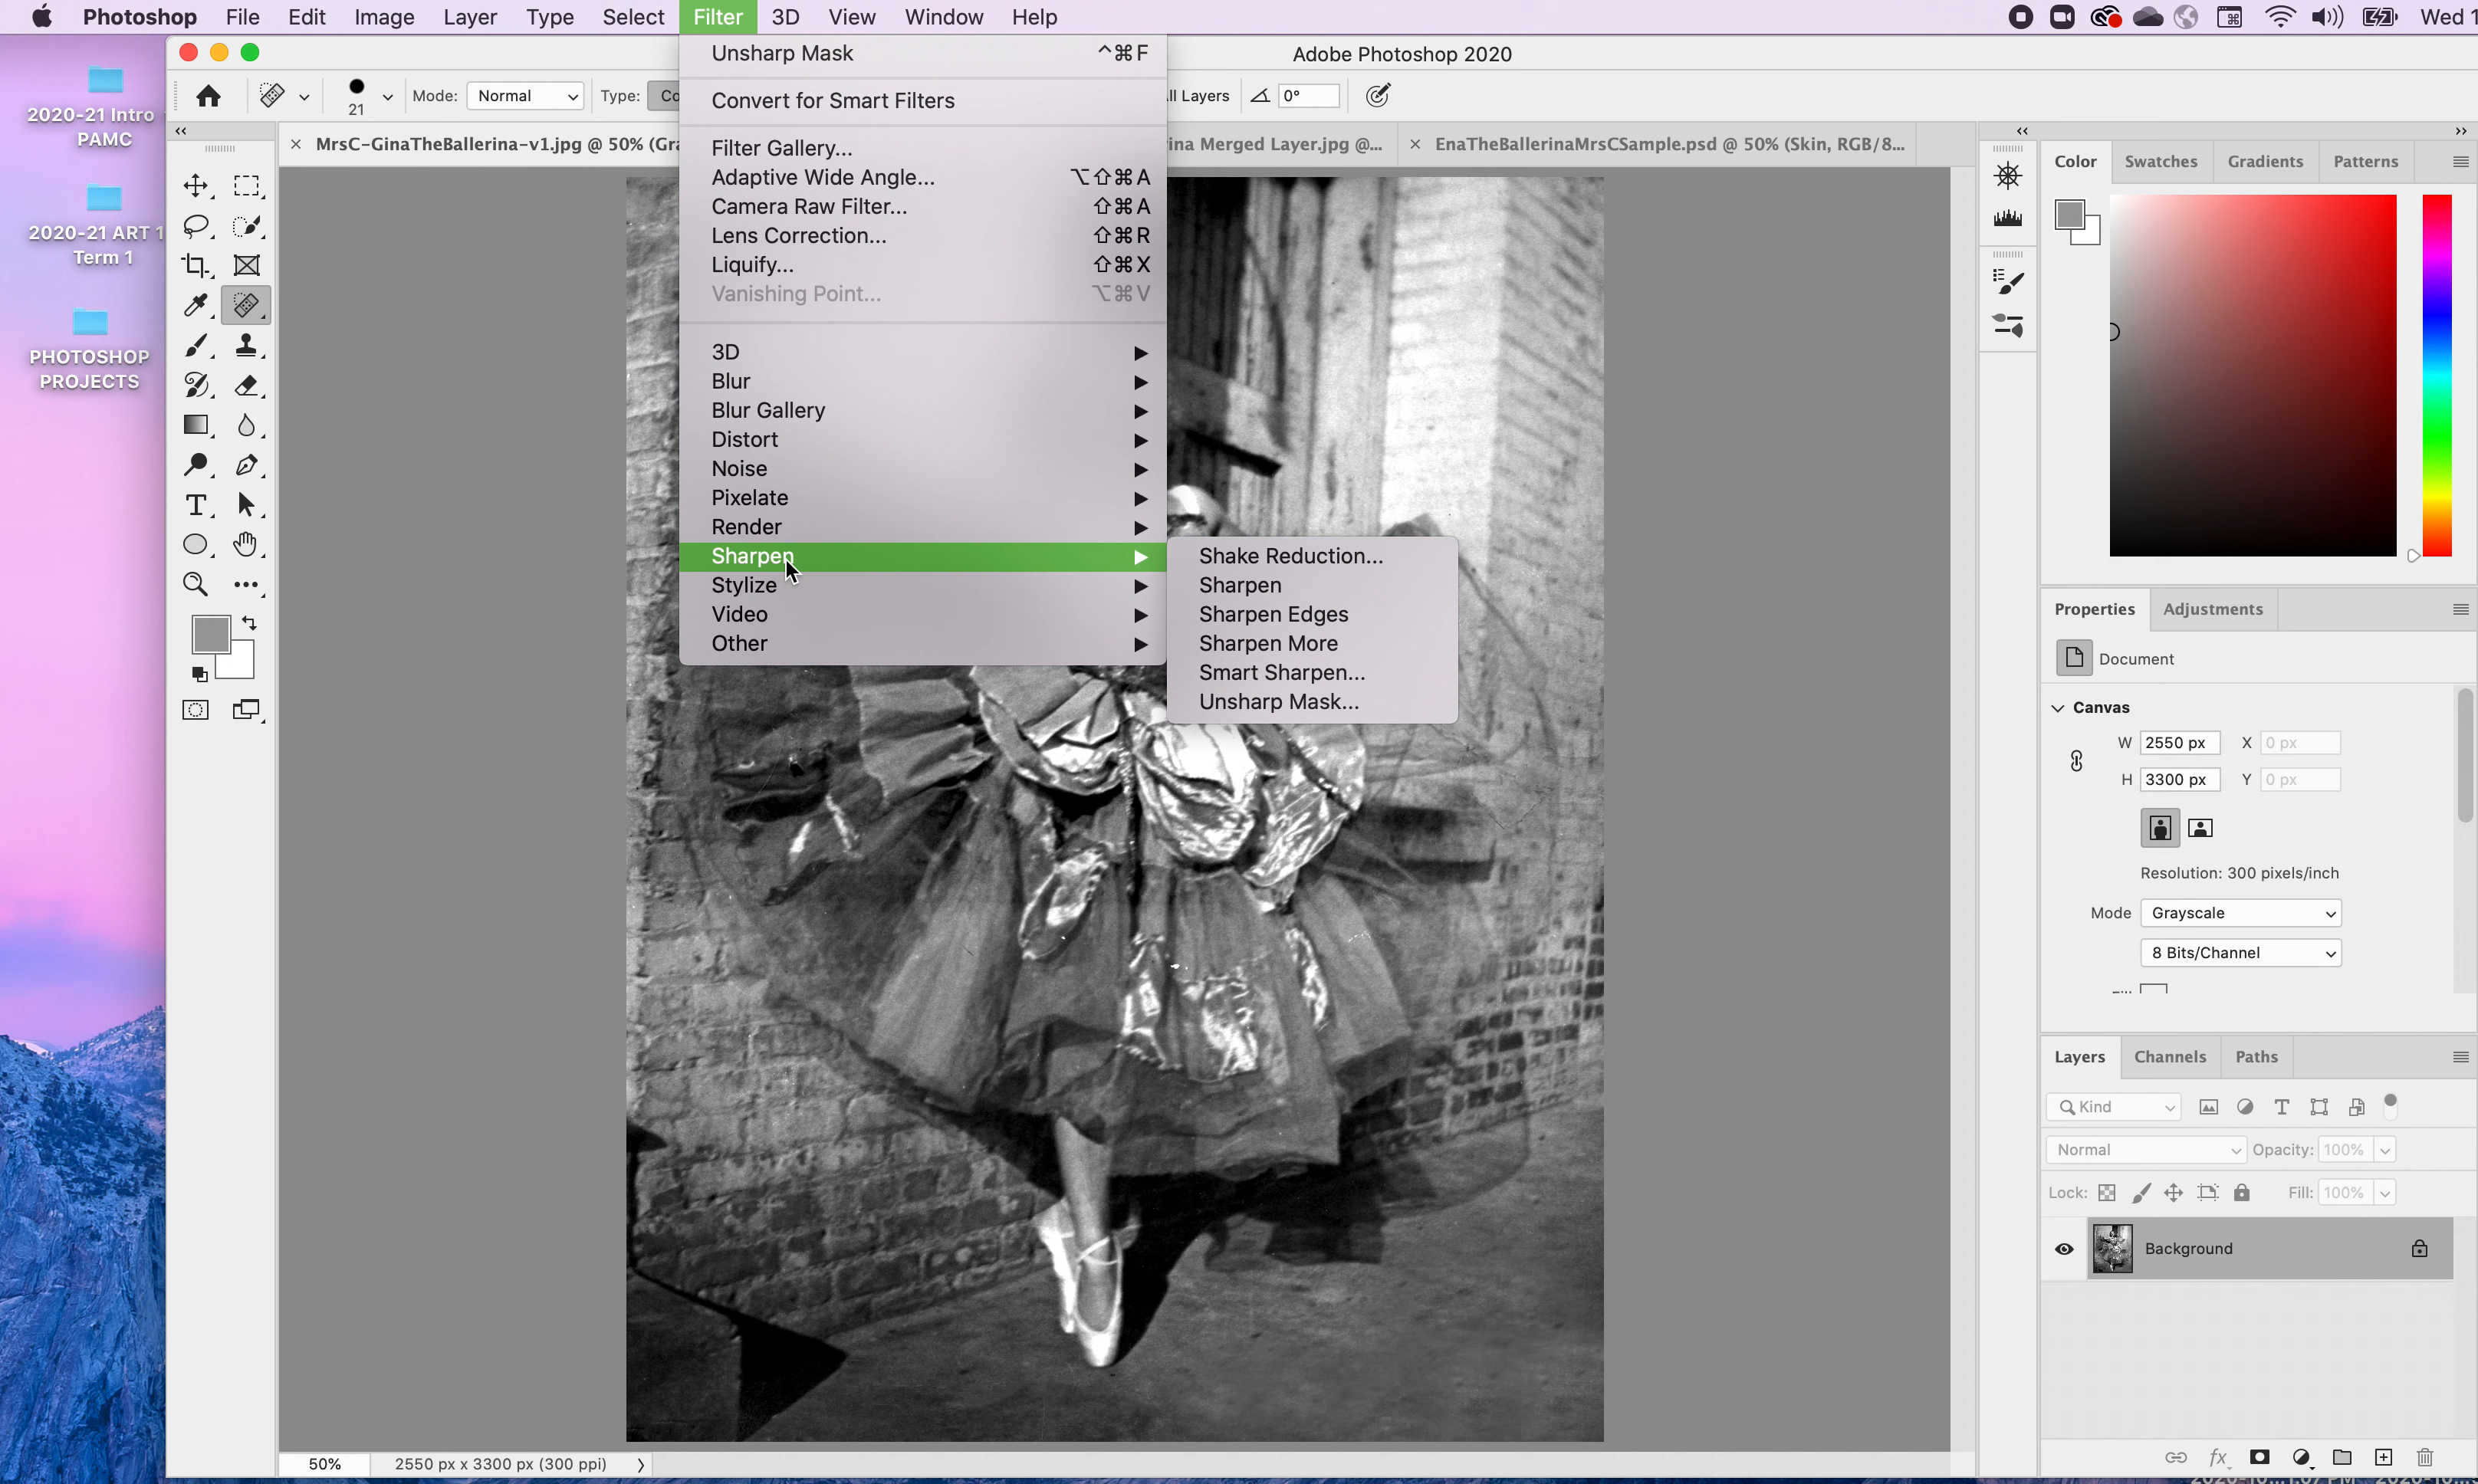 Photoshop File Edit Image Layer Type Select Filter 3D View Window Help Wed 1
Adobe Photoshop 2020
21 Mode: Normal Type: Co ll Layers 0°
MrsC-GinaTheBallerina-v1.jpg @ 50% (Gra ina Merged Layer.jpg @... EnaTheBallerinaMrsCSample.psd @ 50% (Skin, RGB/8...
2020-21 Intro
PAMC
2020-21 ART 1
Term 1
PHOTOSHOP
PROJECTS
Unsharp Mask ^⌘F
Convert for Smart Filters
Filter Gallery...
Adaptive Wide Angle... ⌥⇧⌘A
Camera Raw Filter... ⇧⌘A
Lens Correction... ⇧⌘R
Liquify... ⇧⌘X
Vanishing Point... ⌥⌘V
3D
Blur
Blur Gallery
Distort
Noise
Pixelate
Render
Sharpen
Stylize
Video
Other
Shake Reduction...
Sharpen
Sharpen Edges
Sharpen More
Smart Sharpen...
Unsharp Mask...
Color Swatches Gradients Patterns
Properties Adjustments
Document
Canvas
W 2550 px X 0 px
H 3300 px Y 0 px
Resolution: 300 pixels/inch
Mode Grayscale
8 Bits/Channel
Layers Channels Paths
Kind
Normal Opacity: 100%
Lock: Fill: 100%
Background
fx
50% 2550 px x 3300 px (300 ppi)